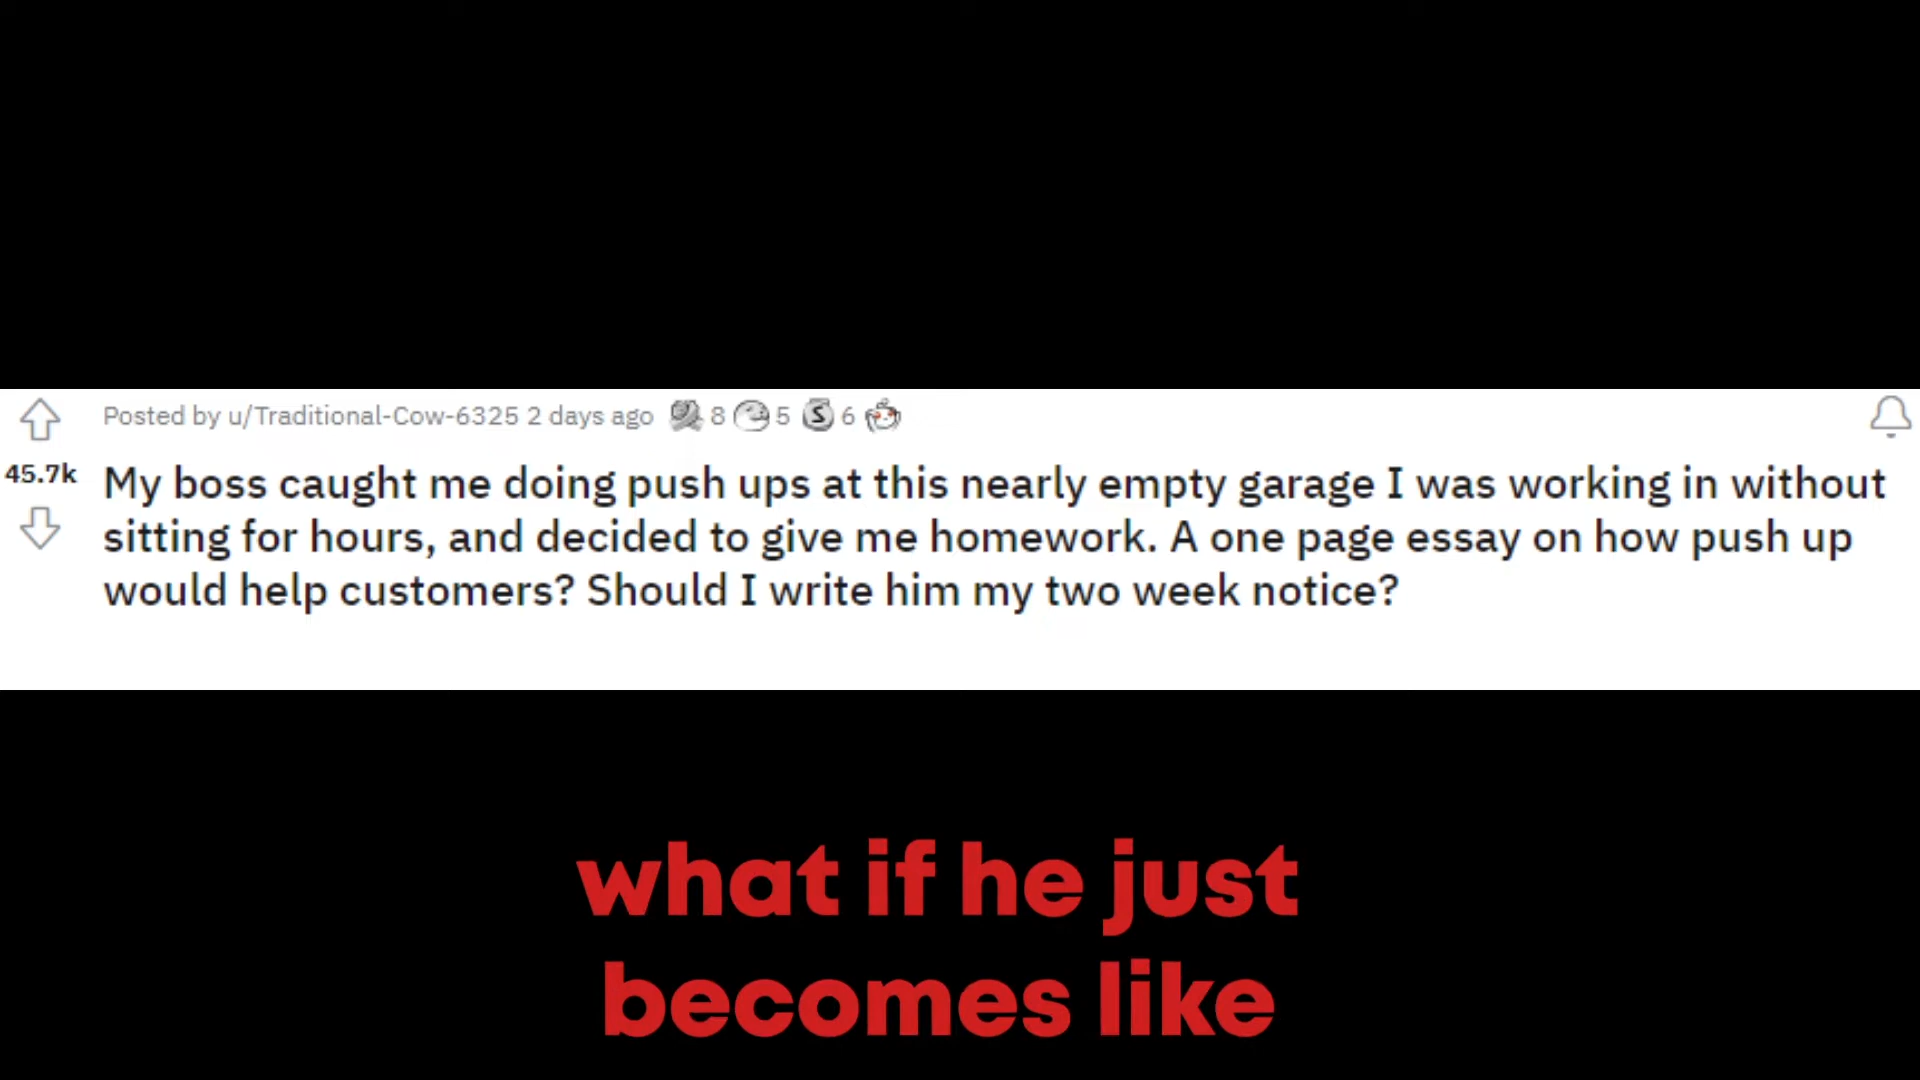 Posted by u/Traditional-Cow-6325 2 days ago 8 5 S 6
45.7k
My boss caught me doing push ups at this nearly empty garage I was working in without
sitting for hours, and decided to give me homework. A one page essay on how push up
would help customers? Should I write him my two week notice?
what if he just
becomes like